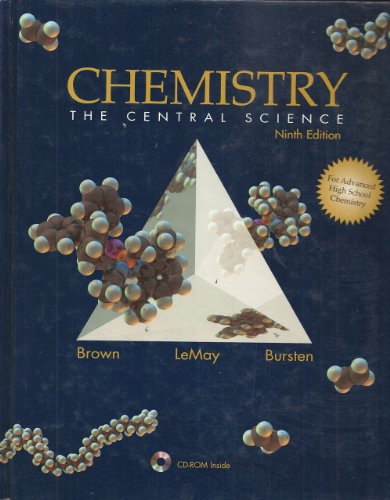 CHEMISTRY
THE CENTRAL SCIENCE
Ninth Edition
For Advanced
High School
Chemistry
Brown LeMay Bursten
CD-ROM Inside